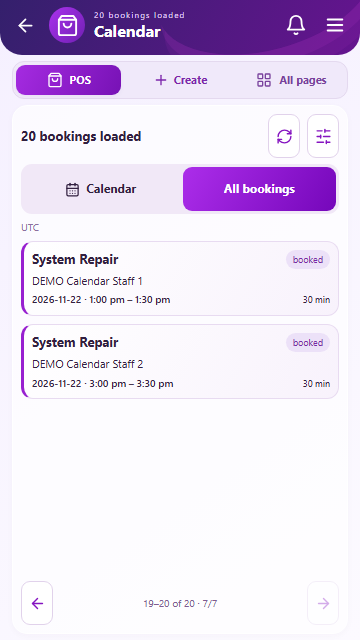 20 bookings loaded
Calendar
POS
Create
All pages
20 bookings loaded
Calendar
All bookings
UTC
System Repair
booked
DEMO Calendar Staff 1
2026-11-22 · 1:00 pm – 1:30 pm
30 min
System Repair
booked
DEMO Calendar Staff 2
2026-11-22 · 3:00 pm – 3:30 pm
30 min
19–20 of 20 · 7/7